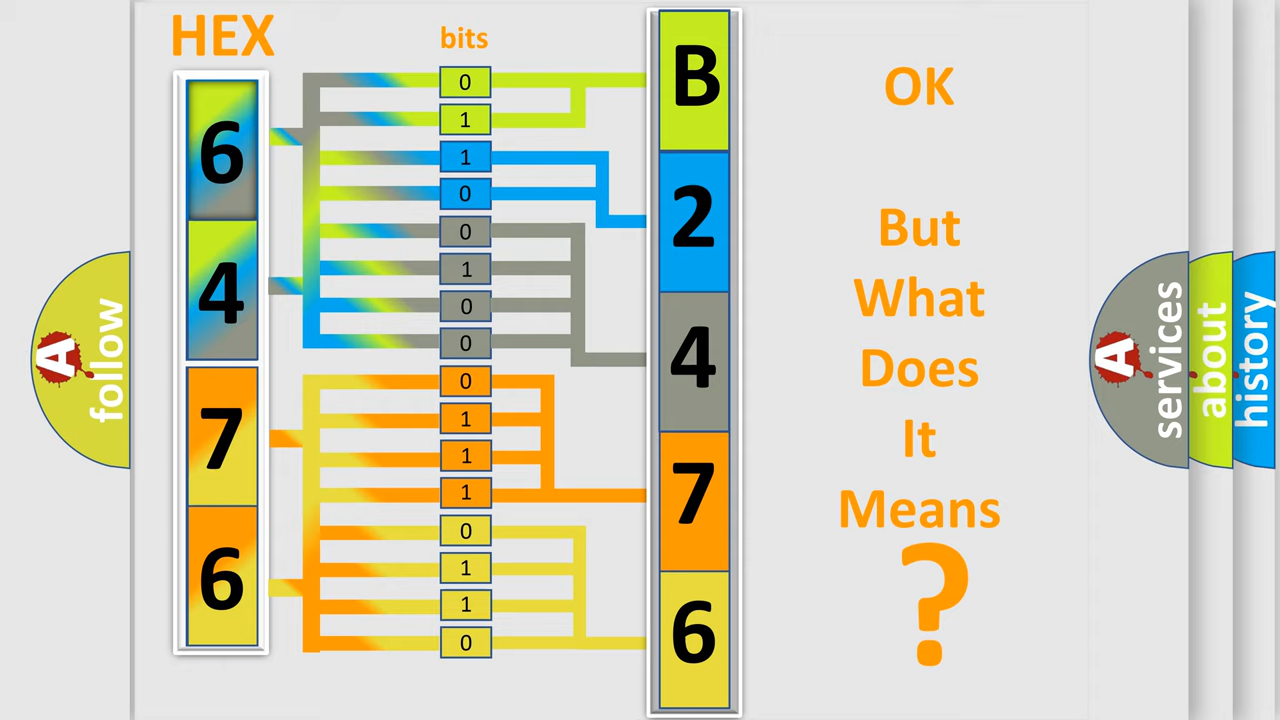 HEX
bits
6
4
7
6
0
1
1
0
0
1
0
0
0
1
1
1
0
1
1
0
B
2
4
7
6
OK
But
What
Does
It
Means
?
A
follow
A
services
about
history